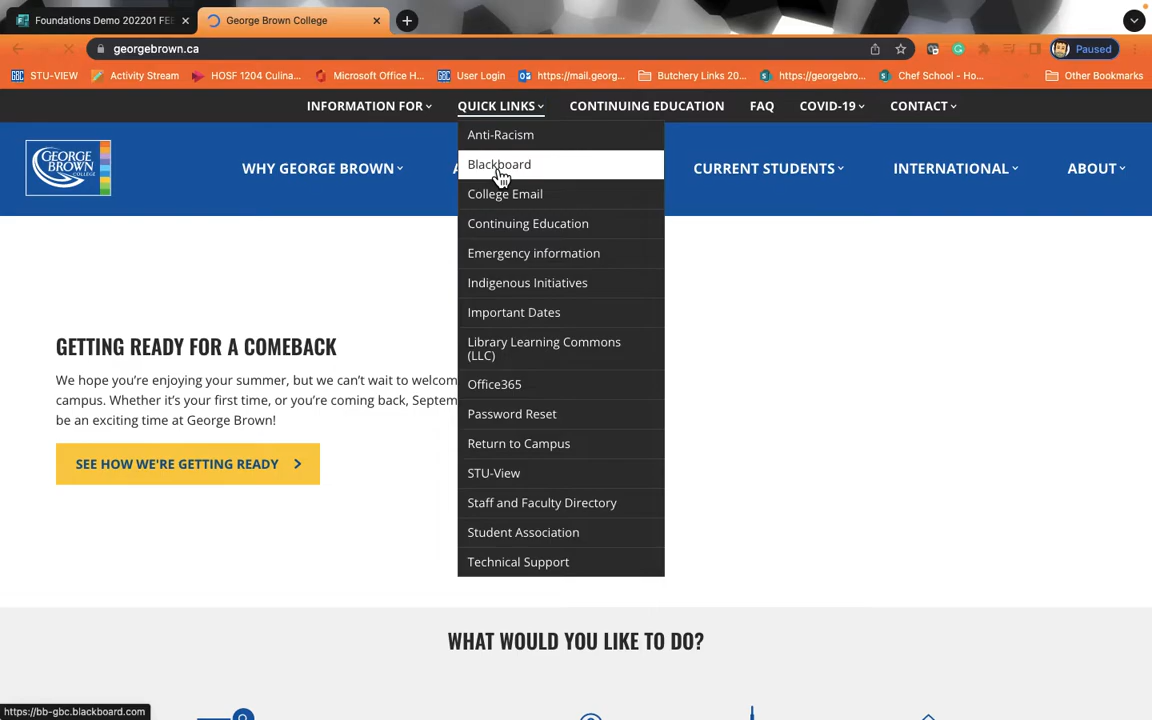 Foundations Demo 202201 FEB
George Brown College
georgebrown.ca
Paused
STU-VIEW
Activity Stream
HOSF 1204 Culina...
Microsoft Office H...
User Login
https://mail.georg...
Butchery Links 20...
https://georgebro...
Chef School - Ho...
Other Bookmarks
INFORMATION FOR
QUICK LINKS
CONTINUING EDUCATION
FAQ
COVID-19
CONTACT
GEORGE BROWN COLLEGE
WHY GEORGE BROWN
A
CURRENT STUDENTS
INTERNATIONAL
ABOUT
Anti-Racism
Blackboard
College Email
Continuing Education
Emergency information
Indigenous Initiatives
Important Dates
Library Learning Commons
(LLC)
Office365
Password Reset
Return to Campus
STU-View
Staff and Faculty Directory
Student Association
Technical Support
GETTING READY FOR A COMEBACK
We hope you're enjoying your summer, but we can't wait to welcom
campus. Whether it's your first time, or you're coming back, Septem
be an exciting time at George Brown!
SEE HOW WE'RE GETTING READY
WHAT WOULD YOU LIKE TO DO?
https://bb-gbc.blackboard.com